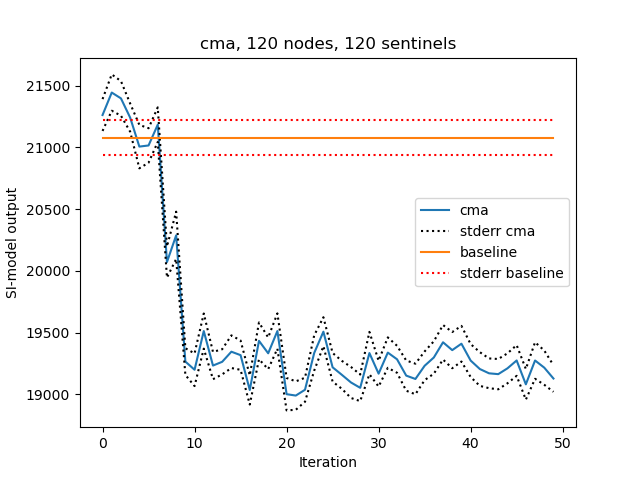 cma, 120 nodes, 120 sentinels
SI-model output
21500
21000
20500
20000
19500
19000
cma
stderr cma
baseline
stderr baseline
0 10 20 30 40 50
Iteration